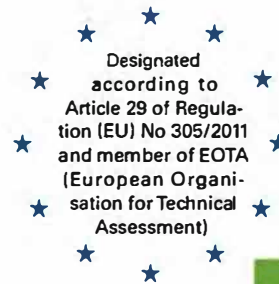 Designated
according to
Article 29 of Regula-
tion (EU) No 305/2011
and member of EOTA
(European Organi-
sation for Technical
Assessment)